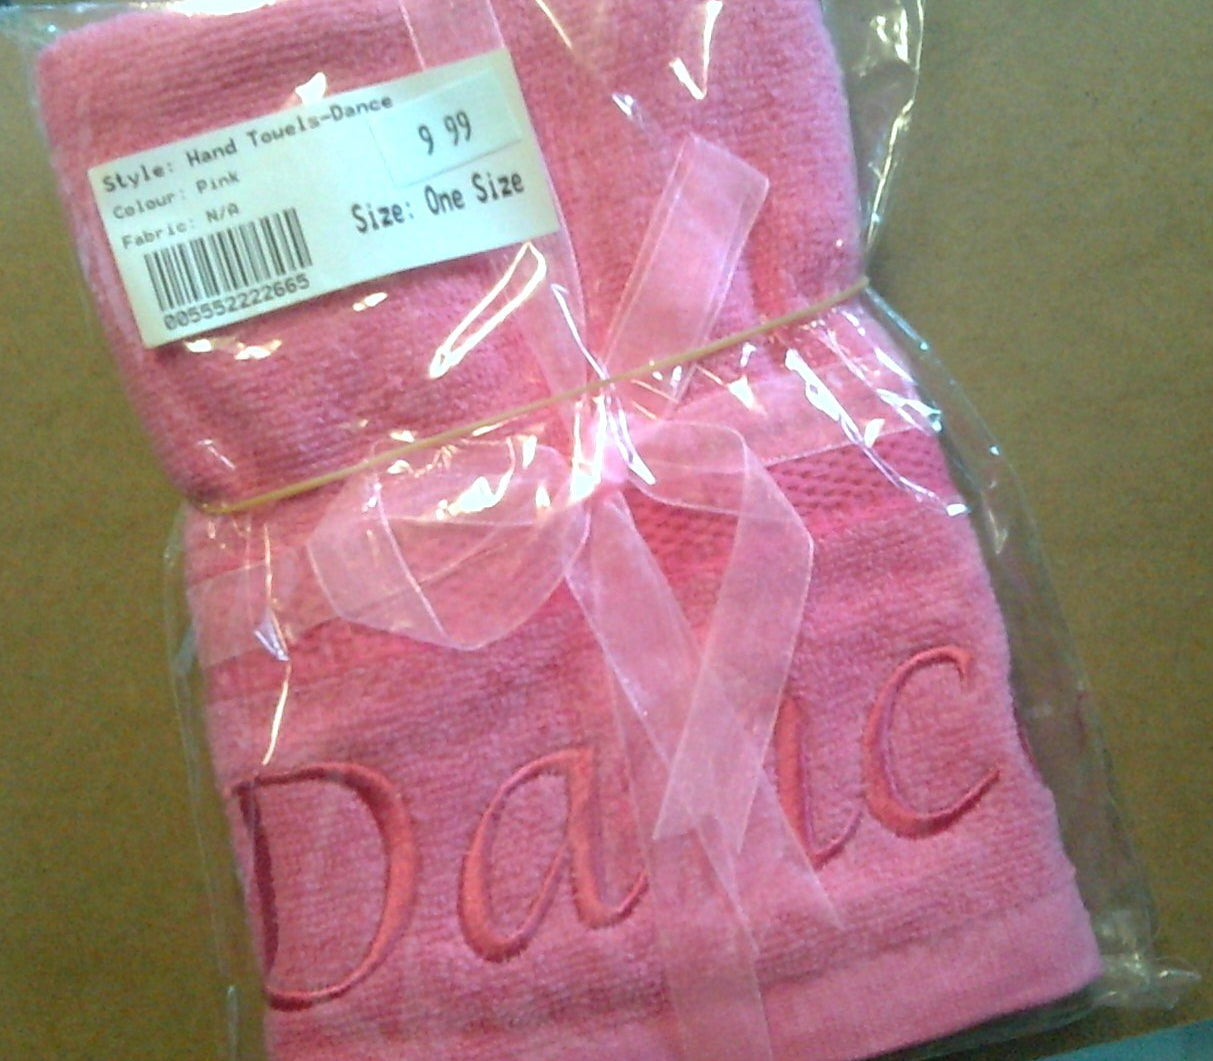 Style: Hand Towels-Dance
9 99
Colour: Pink
Size: One Size
Fabric: N/A
005552222665
Danc